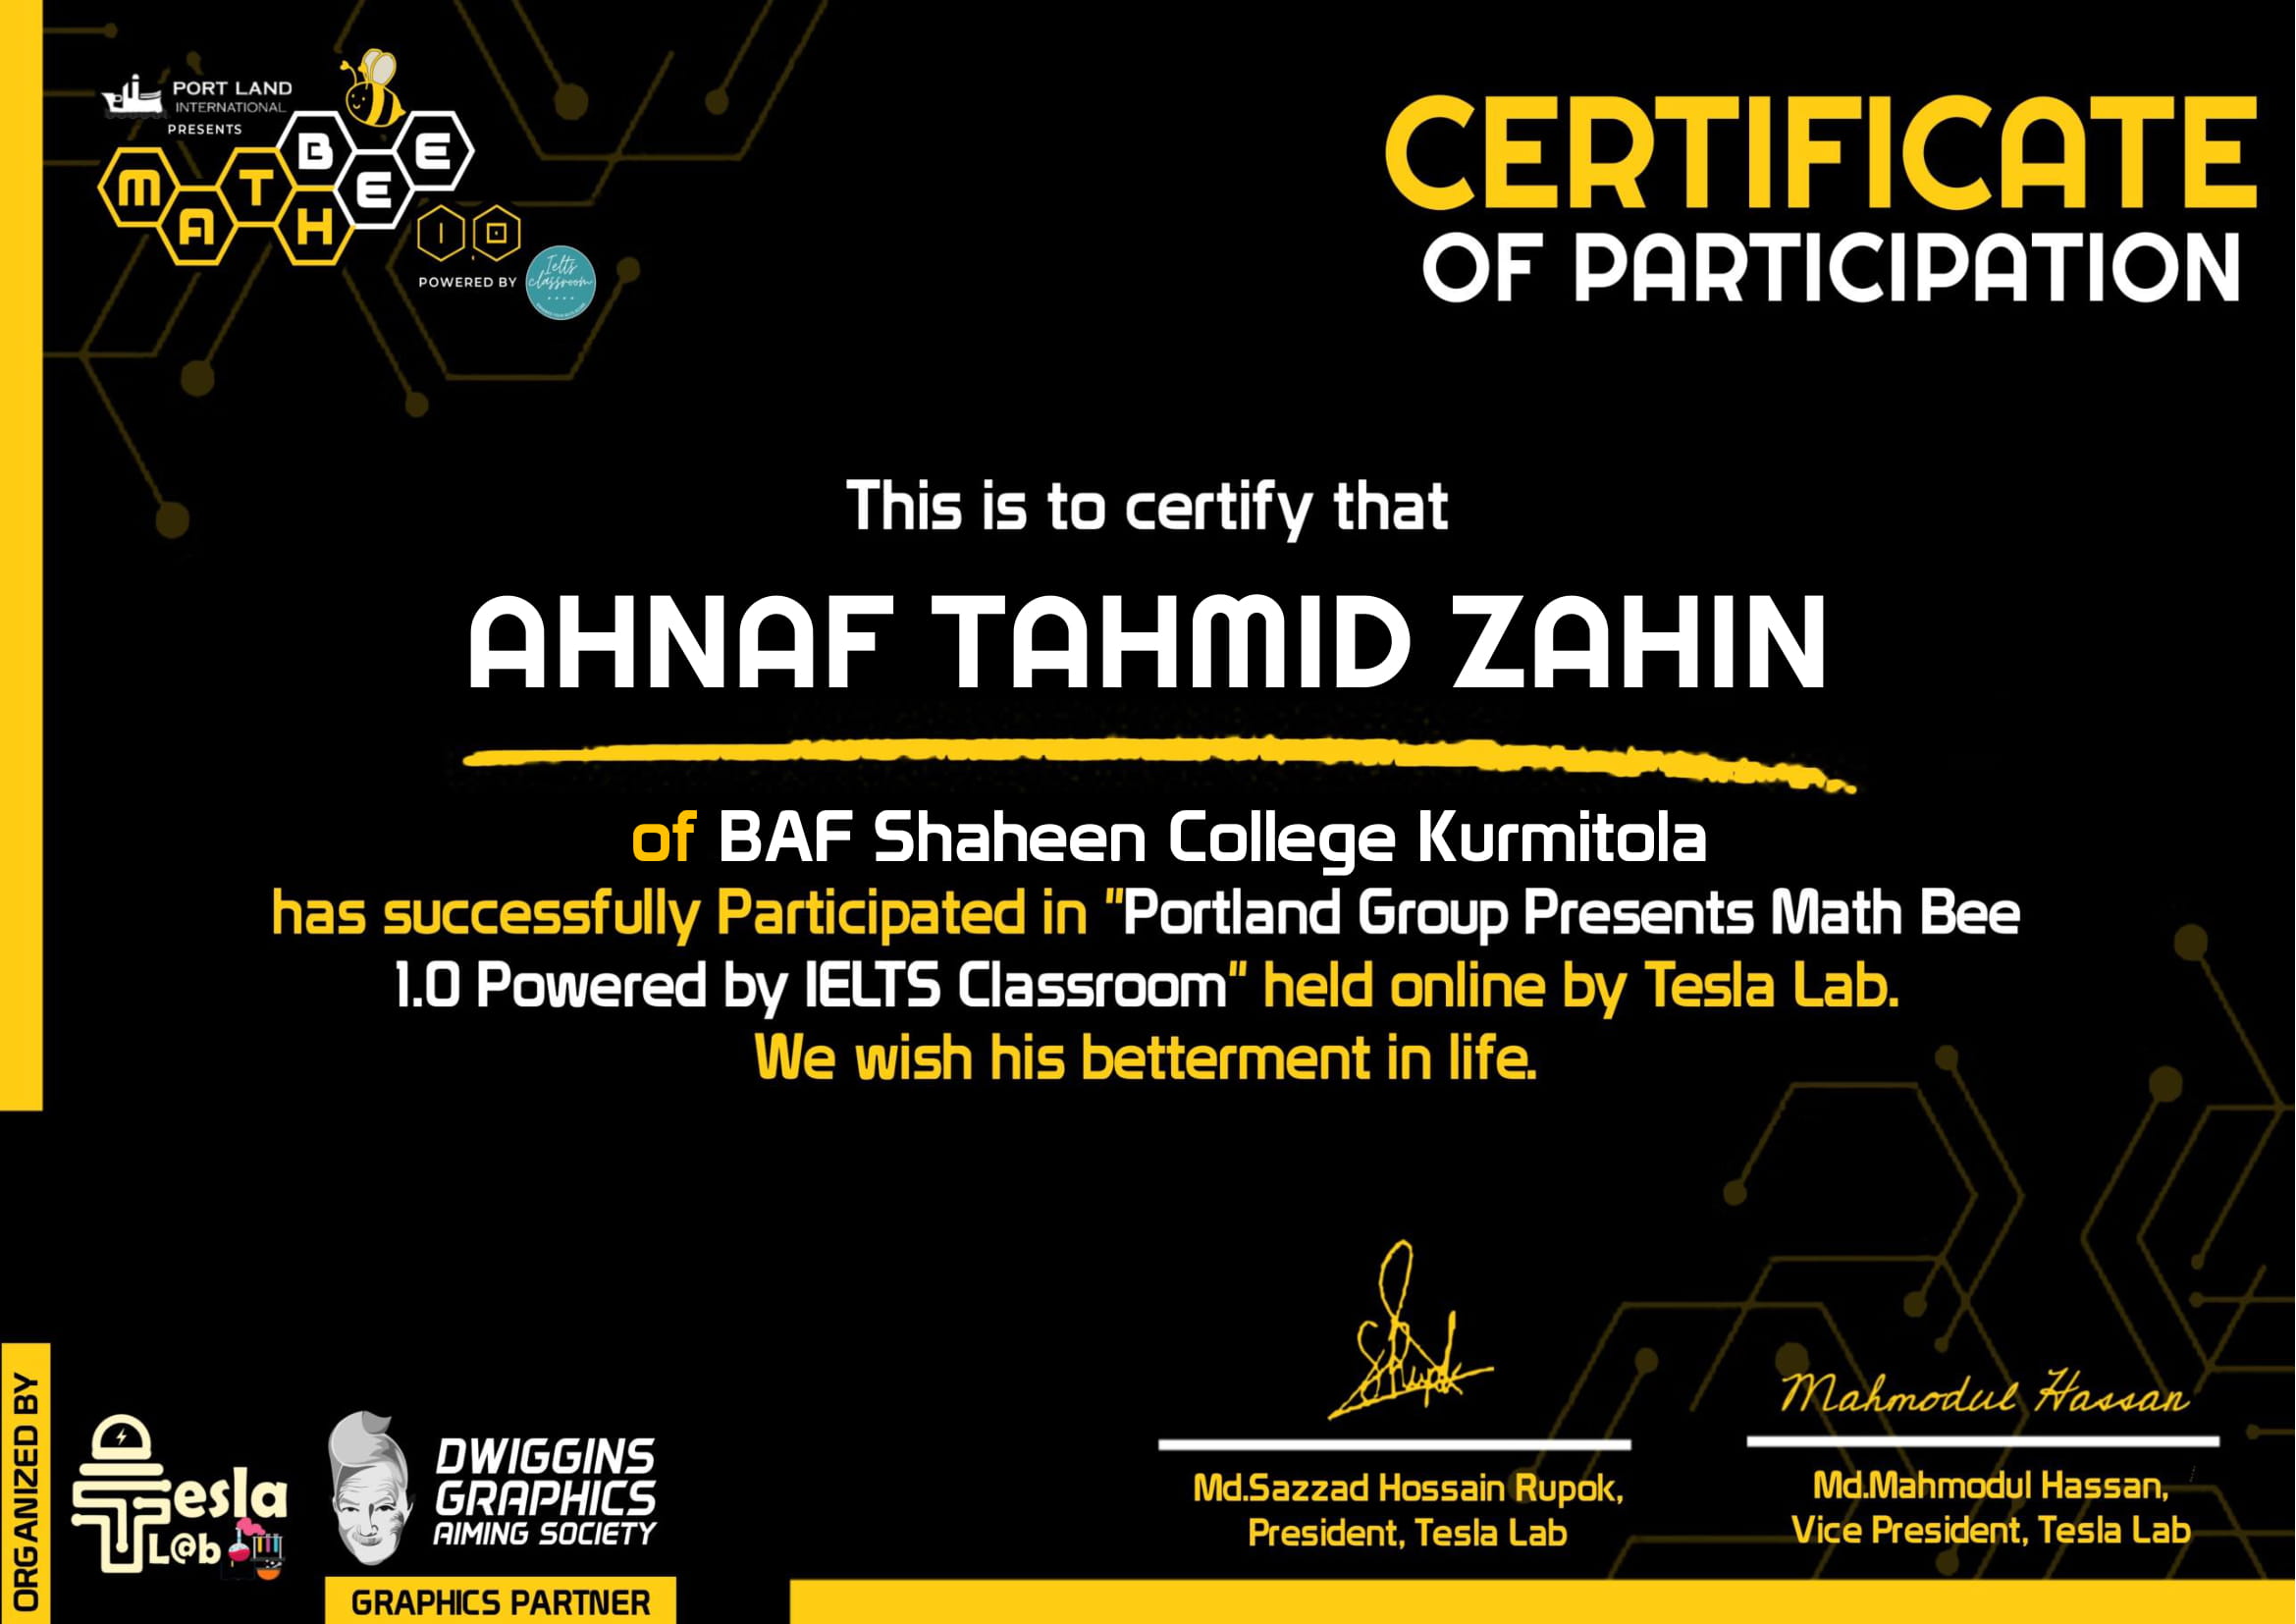 PORT LAND
INTERNATIONAL
PRESENTS
MATH BEE
1.0
POWERED BY
Ielts
classroom
CERTIFICATE
OF PARTICIPATION
This is to certify that
AHNAF TAHMID ZAHIN
of BAF Shaheen College Kurmitola
has successfully Participated in "Portland Group Presents Math Bee
1.0 Powered by IELTS Classroom" held online by Tesla Lab.
We wish his betterment in life.
ORGANIZED BY
Tesla
L@b
DWIGGINS
GRAPHICS
AIMING SOCIETY
GRAPHICS PARTNER
Rupok
Md.Sazzad Hossain Rupok,
President, Tesla Lab
Mahmodul Hassan
Md.Mahmodul Hassan,
Vice President, Tesla Lab